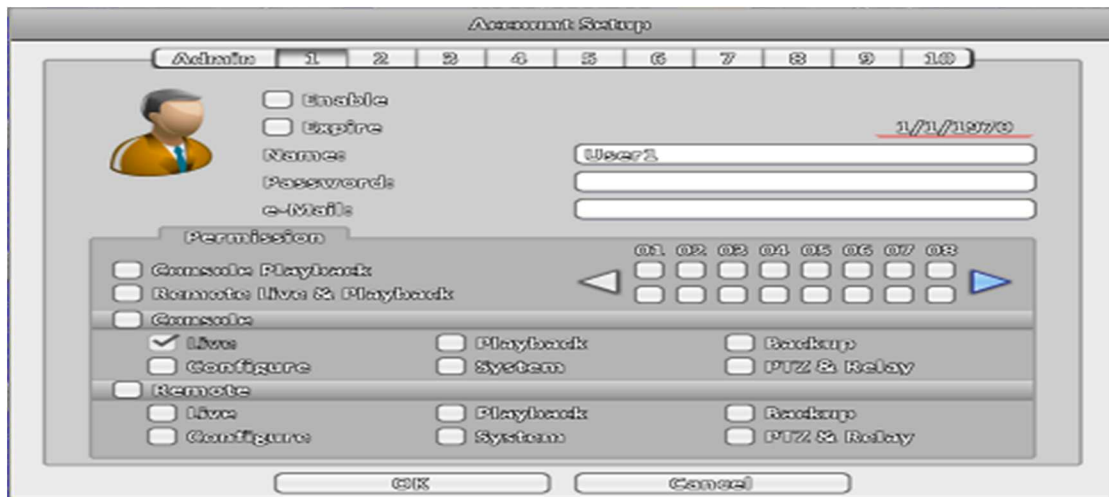 Account Setup
Admin 1 2 3 4 5 6 7 8 9 10
Enable
Expire 1/1/1970
Name: User1
Password:
e-Mail:
Permission
01 02 03 04 05 06 07 08
Console Playback
Remote Live & Playback
Console
Live Playback Backup
Configure System PTZ & Relay
Remote
Live Playback Backup
Configure System PTZ & Relay
OK Cancel